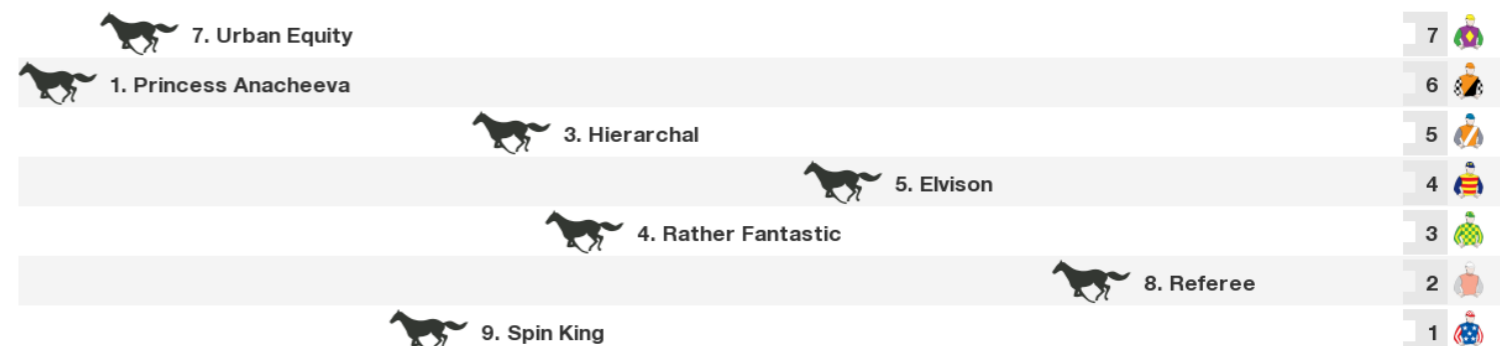 7. Urban Equity 7
1. Princess Anacheeva 6
3. Hierarchal 5
5. Elvison 4
4. Rather Fantastic 3
8. Referee 2
9. Spin King 1